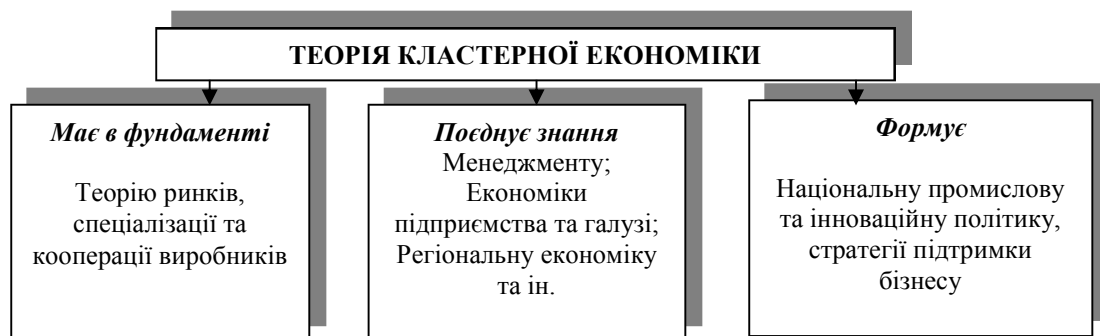 ТЕОРІЯ КЛАСТЕРНОЇ ЕКОНОМІКИ
Має в фундаменті
Теорію ринків,
спеціалізації та
кооперації виробників
Поєднує знання
Менеджменту;
Економіки
підприємства та галузі;
Регіональну економіку
та ін.
Формує
Національну промислову
та інноваційну політику,
стратегії підтримки
бізнесу